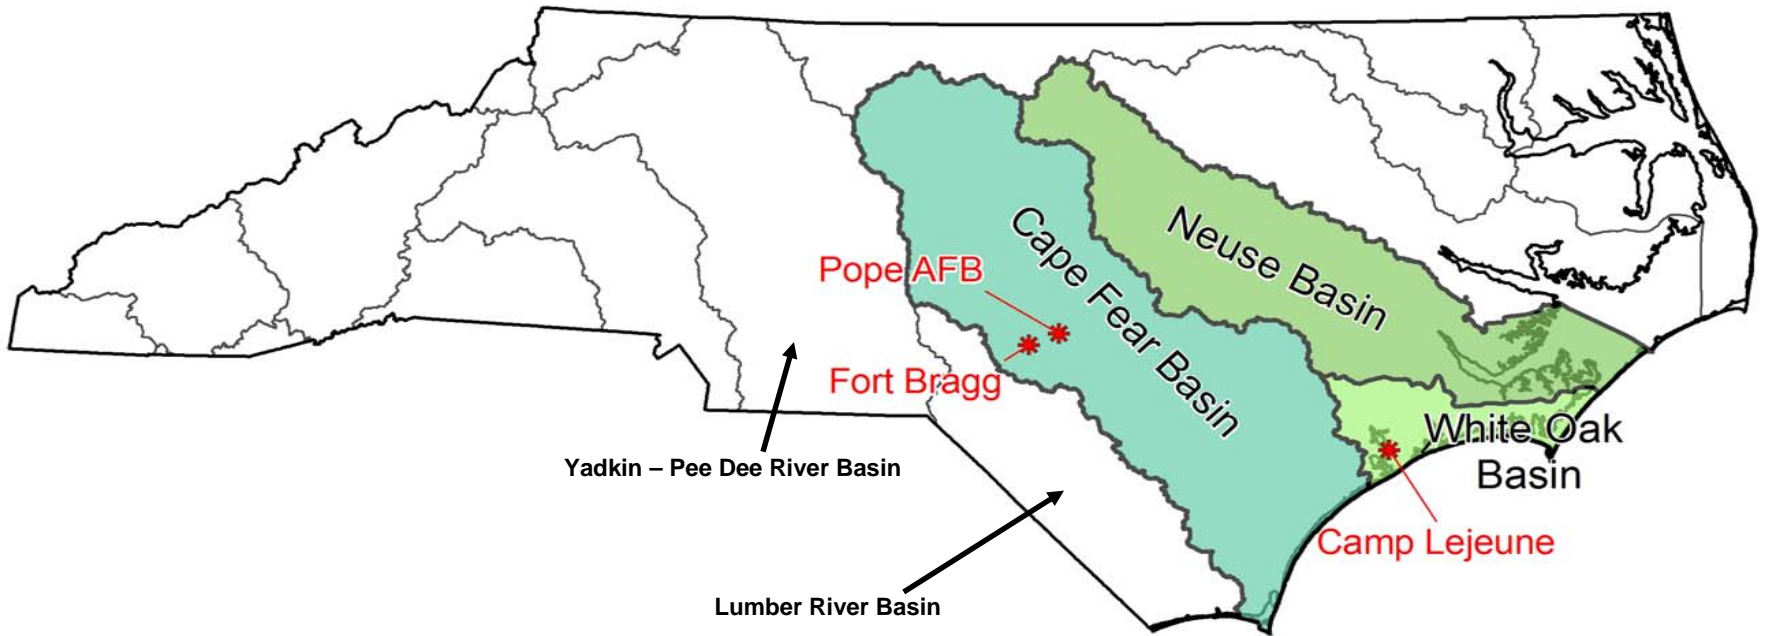 Neuse Basin
Cape Fear Basin
Pope AFB
Fort Bragg
White Oak
Basin
Yadkin – Pee Dee River Basin
Camp Lejeune
Lumber River Basin